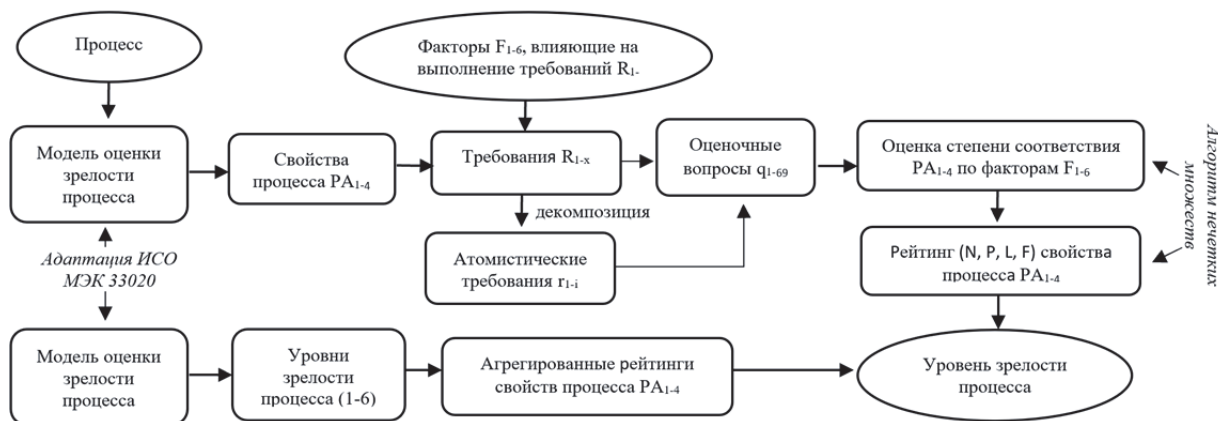 Процесс
Факторы F1-6, влияющие на
выполнение требований R1-
Модель оценки
зрелости
процесса
Свойства
процесса PA1-4
Требования R1-x
Оценочные
вопросы q1-69
Оценка степени соответствия
PA1-4 по факторам F1-6
Алгоритм нечетких
множеств
декомпозиция
Адаптация ИСО
МЭК 33020
Атомистические
требования r1-i
Рейтинг (N, P, L, F) свойства
процесса PA1-4
Модель оценки
зрелости
процесса
Уровни
зрелости
процесса (1-6)
Агрегированные рейтинги
свойств процесса PA1-4
Уровень зрелости
процесса